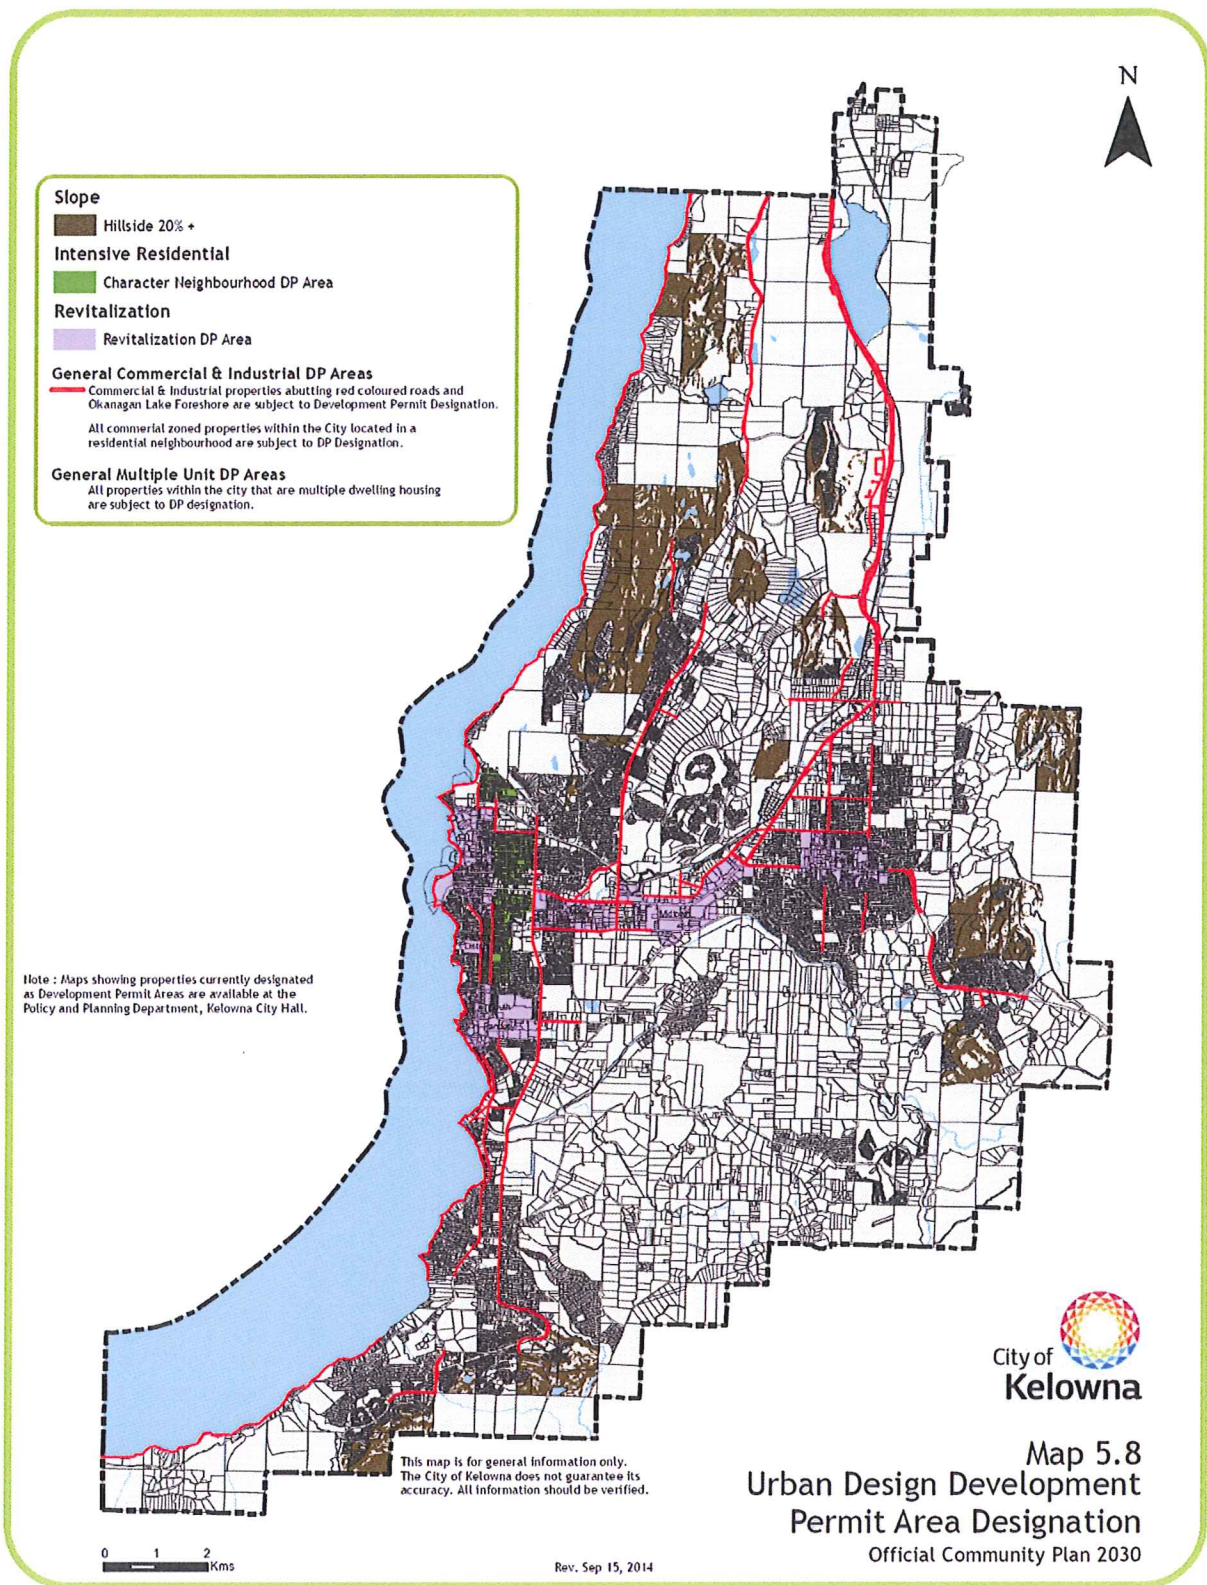 N
Slope
Hillside 20% +
Intensive Residential
Character Neighbourhood DP Area
Revitalization
Revitalization DP Area
General Commercial & Industrial DP Areas
Commercial & Industrial properties abutting red coloured roads and
Okanagan Lake Foreshore are subject to Development Permit Designation.
All commerial zoned properties within the City located in a
residential neighbourhood are subject to DP Designation.
General Multiple Unit DP Areas
All properties within the city that are multiple dwelling housing
are subject to DP designation.
Note : Maps showing properties currently designated
as Development Permit Areas are available at the
Policy and Planning Department, Kelowna City Hall.
City of
Kelowna
This map is for general information only.
The City of Kelowna does not guarantee its
accuracy. All information should be verified.
Map 5.8
Urban Design Development
Permit Area Designation
Official Community Plan 2030
0 1 2
Kms
Rev. Sep 15, 2014